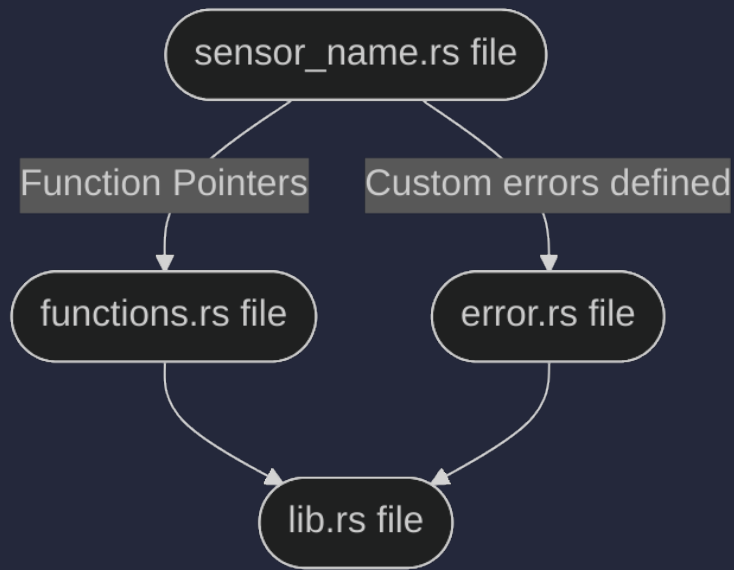 sensor_name.rs file
Function Pointers
Custom errors defined
functions.rs file
error.rs file
lib.rs file